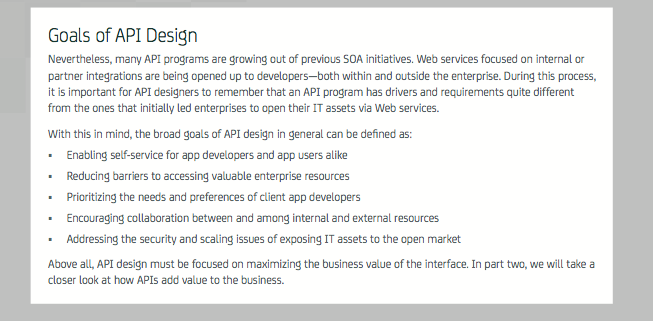 Goals of API Design
Nevertheless, many API programs are growing out of previous SOA initiatives. Web services focused on internal or
partner integrations are being opened up to developers—both within and outside the enterprise. During this process,
it is important for API designers to remember that an API program has drivers and requirements quite different
from the ones that initially led enterprises to open their IT assets via Web services.
With this in mind, the broad goals of API design in general can be defined as:
▪ Enabling self-service for app developers and app users alike
▪ Reducing barriers to accessing valuable enterprise resources
▪ Prioritizing the needs and preferences of client app developers
▪ Encouraging collaboration between and among internal and external resources
▪ Addressing the security and scaling issues of exposing IT assets to the open market
Above all, API design must be focused on maximizing the business value of the interface. In part two, we will take a
closer look at how APIs add value to the business.